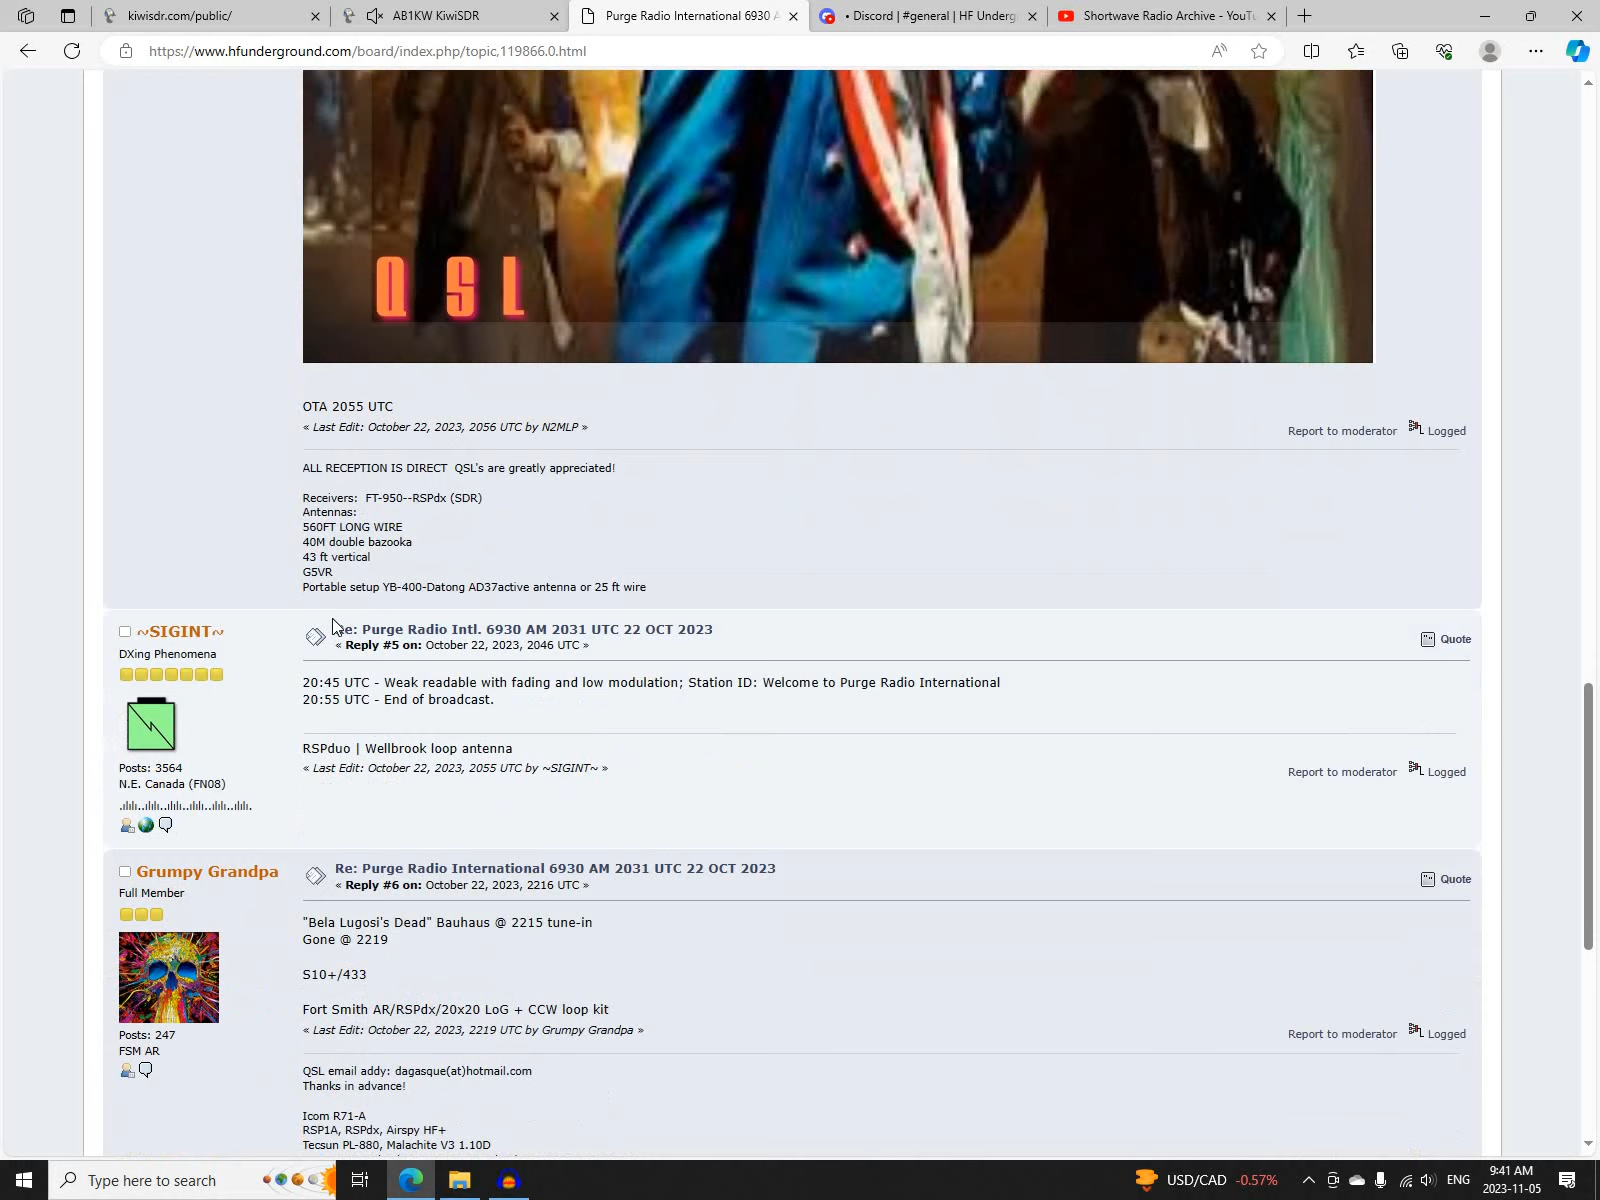 kiwisdr.com/public/
AB1KW KiwiSDR
Purge Radio International 6930 A
• Discord | #general | HF Underg
Shortwave Radio Archive - YouTu
https://www.hfunderground.com/board/index.php/topic,119866.0.html
QSL
OTA 2055 UTC
« Last Edit: October 22, 2023, 2056 UTC by N2MLP »
Report to moderator Logged
ALL RECEPTION IS DIRECT QSL's are greatly appreciated!
Receivers: FT-950--RSPdx (SDR)
Antennas:
560FT LONG WIRE
40M double bazooka
43 ft vertical
G5VR
Portable setup YB-400-Datong AD37active antenna or 25 ft wire
~SIGINT~
DXing Phenomena
Posts: 3564
N.E. Canada (FN08)
Re: Purge Radio Intl. 6930 AM 2031 UTC 22 OCT 2023
« Reply #5 on: October 22, 2023, 2046 UTC »
Quote
20:45 UTC - Weak readable with fading and low modulation; Station ID: Welcome to Purge Radio International
20:55 UTC - End of broadcast.
RSPduo | Wellbrook loop antenna
« Last Edit: October 22, 2023, 2055 UTC by ~SIGINT~ »
Report to moderator Logged
Grumpy Grandpa
Full Member
Posts: 247
FSM AR
Re: Purge Radio International 6930 AM 2031 UTC 22 OCT 2023
« Reply #6 on: October 22, 2023, 2216 UTC »
Quote
"Bela Lugosi's Dead" Bauhaus @ 2215 tune-in
Gone @ 2219
S10+/433
Fort Smith AR/RSPdx/20x20 LoG + CCW loop kit
« Last Edit: October 22, 2023, 2219 UTC by Grumpy Grandpa »
Report to moderator Logged
QSL email addy: dagasque(at)hotmail.com
Thanks in advance!
Icom R71-A
RSP1A, RSPdx, Airspy HF+
Tecsun PL-880, Malachite V3 1.10D
Type here to search
USD/CAD -0.57%
ENG
9:41 AM
2023-11-05